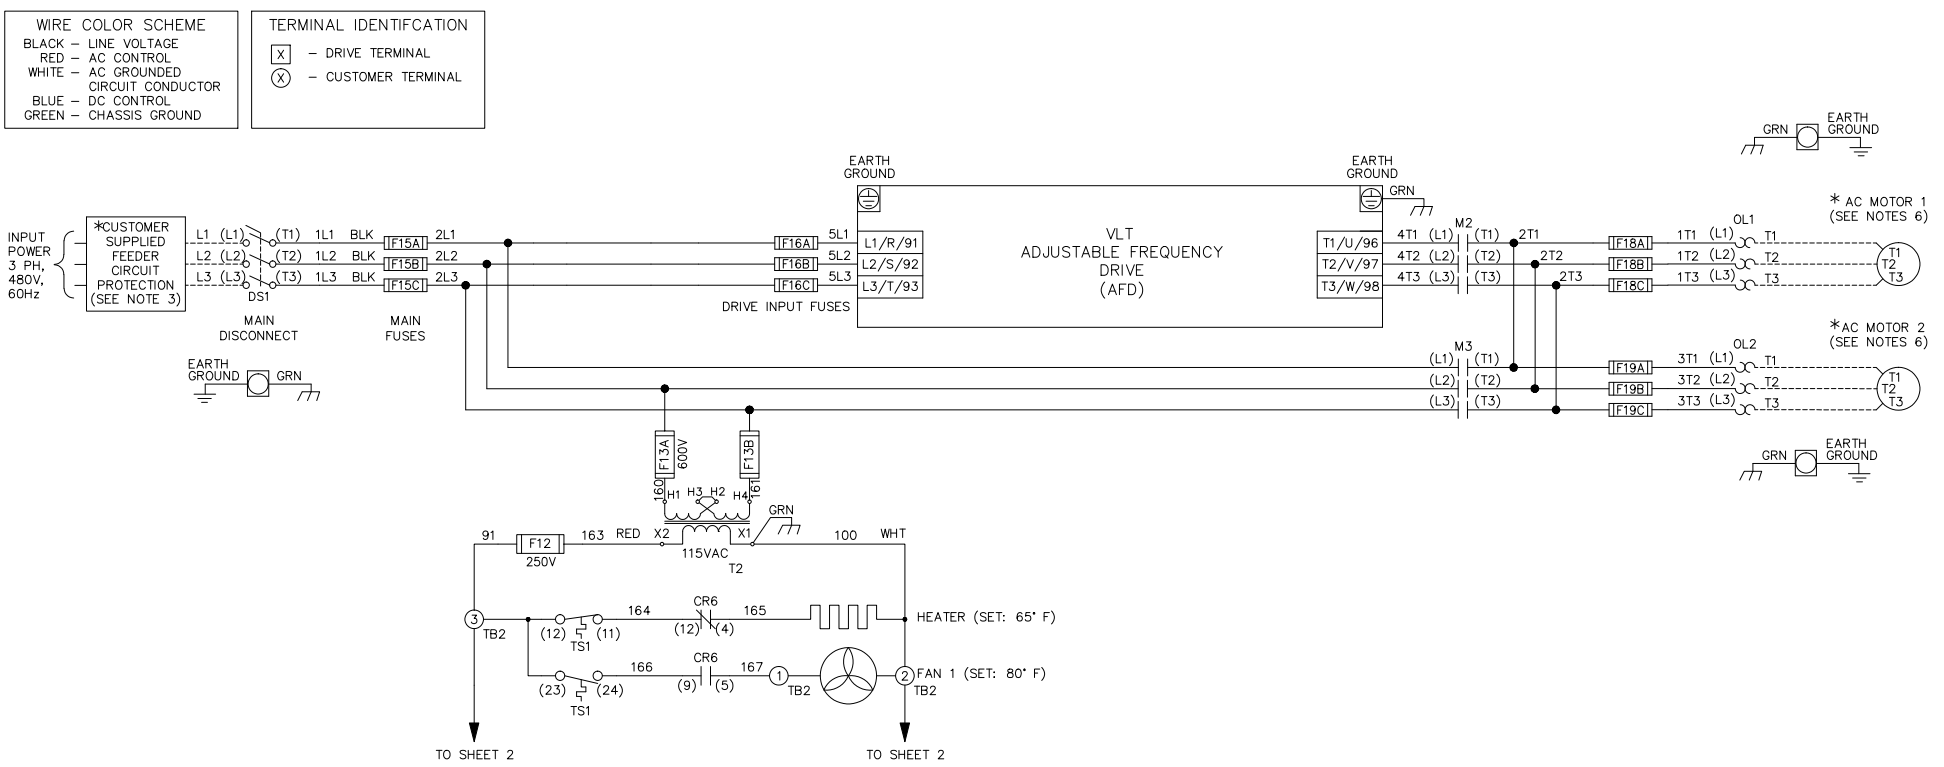 WIRE COLOR SCHEME
BLACK – LINE VOLTAGE
RED – AC CONTROL
WHITE – AC GROUNDED
CIRCUIT CONDUCTOR
BLUE – DC CONTROL
GREEN – CHASSIS GROUND
TERMINAL IDENTIFCATION
X – DRIVE TERMINAL
X – CUSTOMER TERMINAL
GRN
EARTH
GROUND
EARTH
GROUND
EARTH
GROUND
GRN
INPUT
POWER
3 PH,
480V,
60Hz
*CUSTOMER
SUPPLIED
FEEDER
CIRCUIT
PROTECTION
(SEE NOTE 3)
L1 (L1) (T1) 1L1 BLK F15A 2L1
L2 (L2) (T2) 1L2 BLK F15B 2L2
L3 (L3) (T3) 1L3 BLK F15C 2L3
DS1
MAIN
DISCONNECT
MAIN
FUSES
F16A 5L1 L1/R/91
F16B 5L2 L2/S/92
F16C 5L3 L3/T/93
DRIVE INPUT FUSES
VLT
ADJUSTABLE FREQUENCY
DRIVE
(AFD)
M2
T1/U/96 4T1 (L1) (T1) 2T1 F18A 1T1 (L1) T1
T2/V/97 4T2 (L2) (T2) 2T2 F18B 1T2 (L2) T2
T3/W/98 4T3 (L3) (T3) 2T3 F18C 1T3 (L3) T3
OL1
* AC MOTOR 1
(SEE NOTES 6)
T1
T2
T3
EARTH
GROUND
GRN
M3
(L1) (T1) F19A 3T1 (L1) T1
(L2) (T2) F19B 3T2 (L2) T2
(L3) (T3) F19C 3T3 (L3) T3
OL2
*AC MOTOR 2
(SEE NOTES 6)
T1
T2
T3
GRN
EARTH
GROUND
F13A
600V
F13B
160
161
H1 H3 H2 H4
GRN
91 F12 163 RED X2 X1 100 WHT
250V
115VAC
T2
3
TB2
164 CR6 165
(12) (11) (12) (4)
TS1
HEATER (SET: 65° F)
166 CR6 167 1
(23) (24) (9) (5) TB2
TS1
2 FAN 1 (SET: 80° F)
TB2
TO SHEET 2
TO SHEET 2